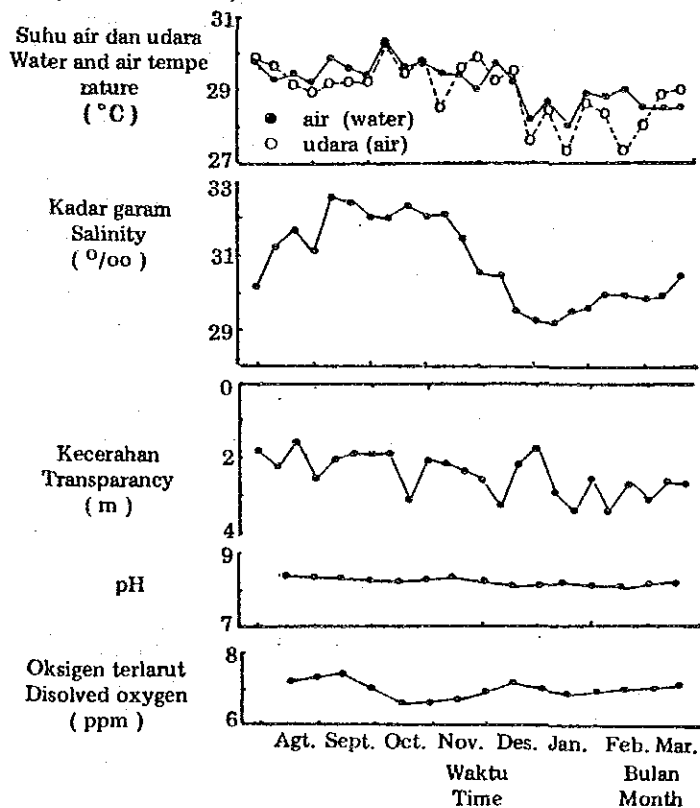 Suhu air dan udara
Water and air tempe
rature
( °C )
31
29
27
● air (water)
○ udara (air)
Kadar garam
Salinity
( º/oo )
33
31
29
Kecerahan
Transparancy
( m )
0
2
4
pH
9
7
Oksigen terlarut
Disolved oxygen
( ppm )
8
6
Agt. Sept. Oct. Nov. Des. Jan. Feb. Mar.
Waktu Bulan
Time Month